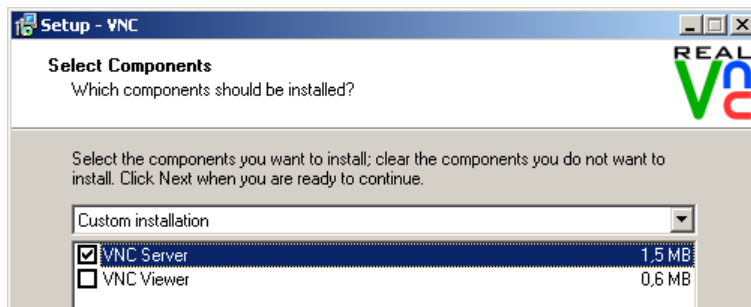 Setup - VNC
Select Components
Which components should be installed?
REAL
vnc
Select the components you want to install; clear the components you do not want to
install. Click Next when you are ready to continue.
Custom installation
VNC Server 1,5 MB
VNC Viewer 0,6 MB